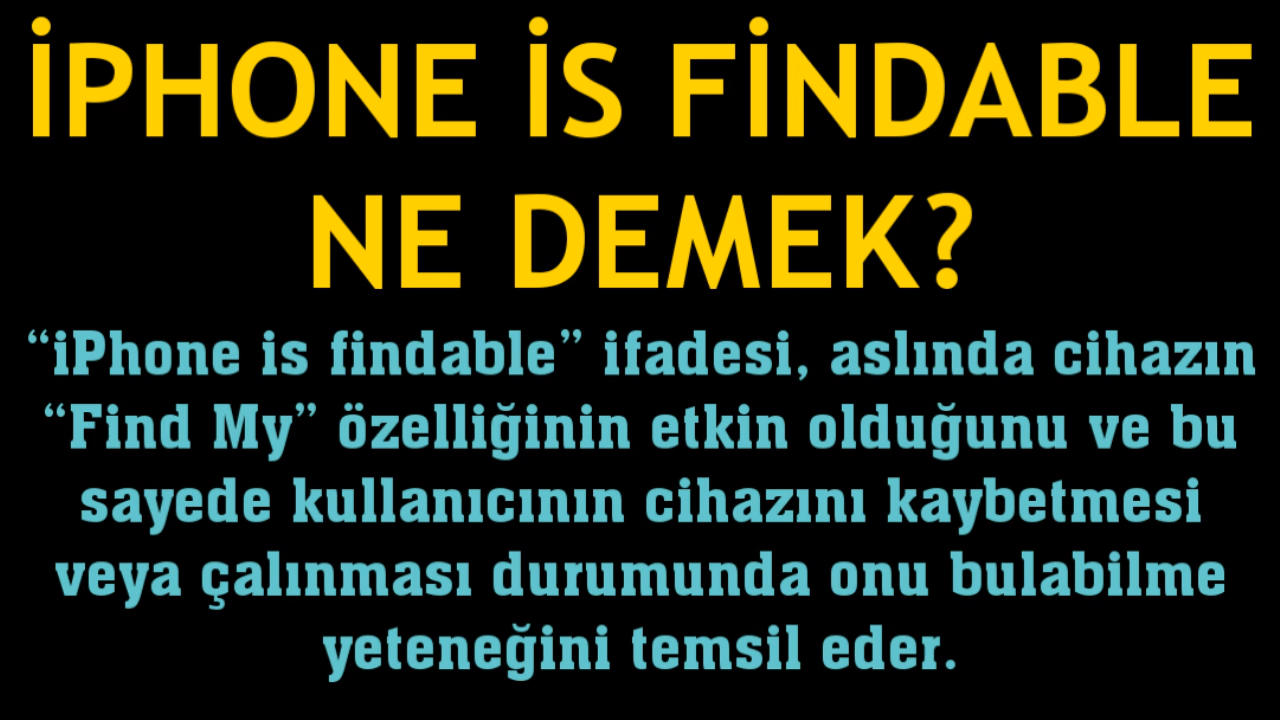 İPHONE İS FİNDABLE
NE DEMEK?
“iPhone is findable” ifadesi, aslında cihazın
“Find My” özelliğinin etkin olduğunu ve bu
sayede kullanıcının cihazını kaybetmesi
veya çalınması durumunda onu bulabilme
yeteneğini temsil eder.